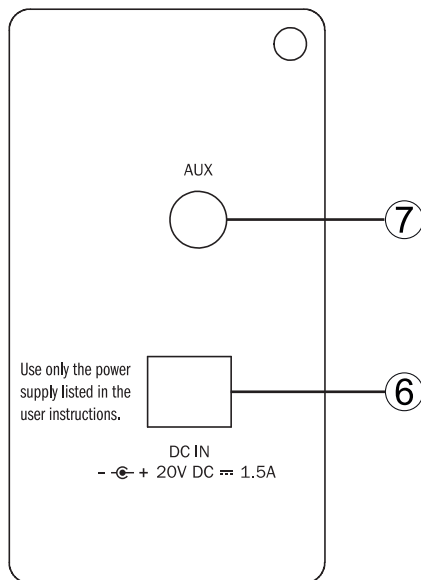 AUX
7
Use only the power
supply listed in the
user instructions.
6
DC IN
- + 20V DC ⎓ 1.5A